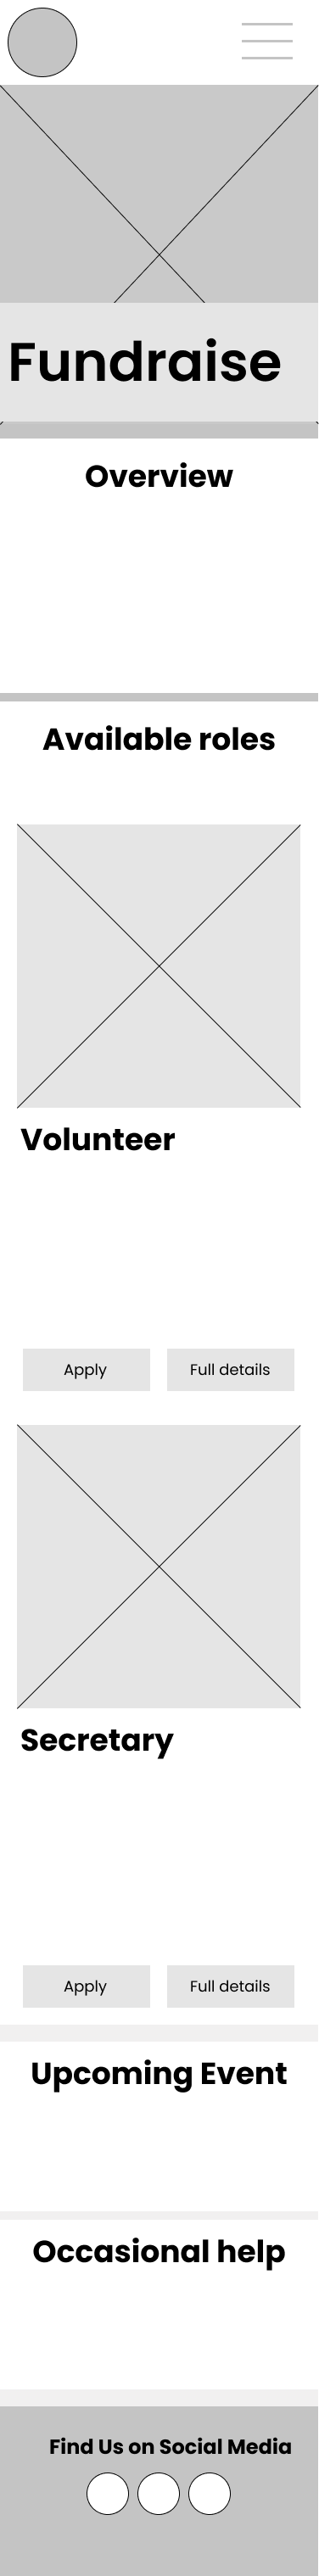 Fundraise
Overview
Available roles
Volunteer
Apply Full details
Secretary
Apply Full details
Upcoming Event
Occasional help
Find Us on Social Media